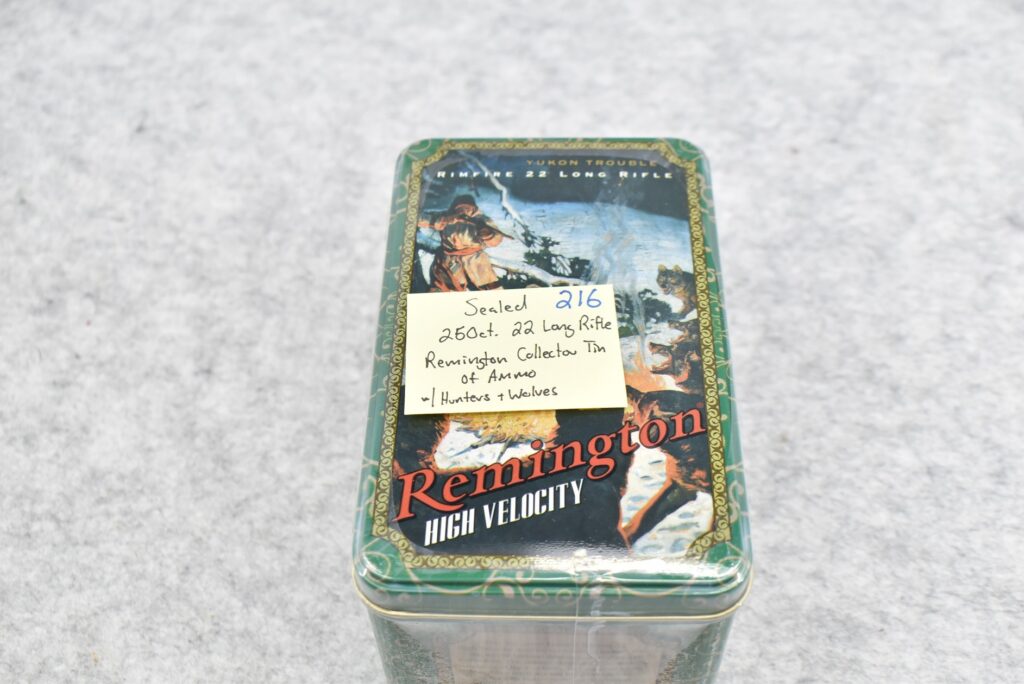 YUKON TROUBLE
RIMFIRE 22 LONG RIFLE
Sealed 216
250ct. 22 Long Rifle
Remington Collector Tin
of Ammo
w/ Hunters + Wolves
Remington
HIGH VELOCITY